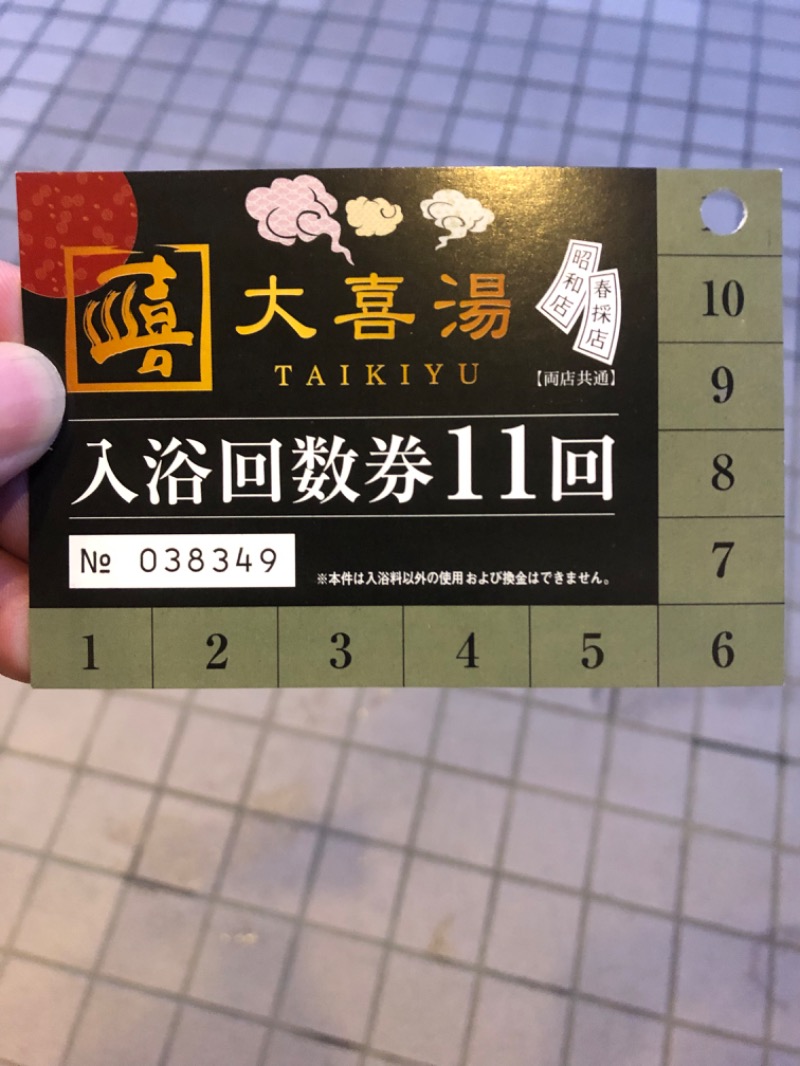 嘻
大喜湯
TAIKIYU
昭和店
春採店
【両店共通】
入浴回数券11回
№ 038349
※本件は入浴料以外の使用および換金はできません。
10
9
8
7
1 2 3 4 5 6